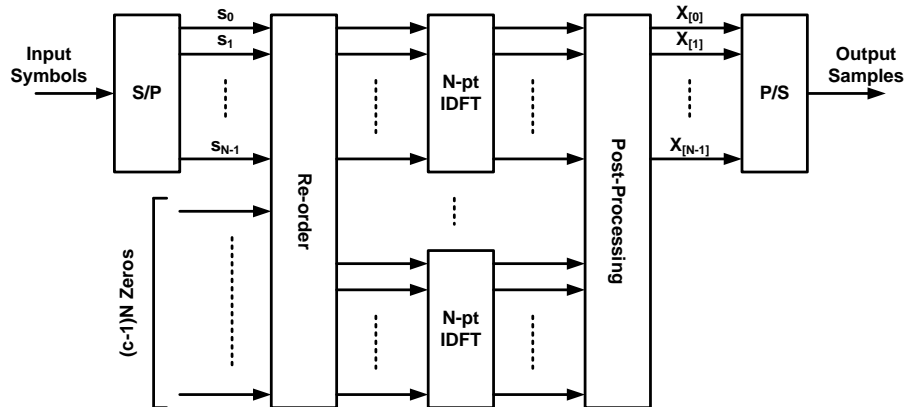 Input
Symbols
S/P
s0
s1
sN-1
(c-1)N Zeros
Re-order
N-pt
IDFT
N-pt
IDFT
Post-Processing
X[0]
X[1]
X[N-1]
P/S
Output
Samples